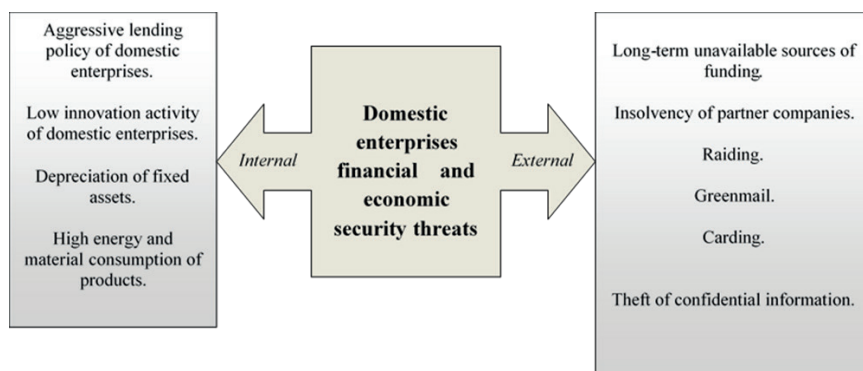 Aggressive lending
policy of domestic
enterprises.
Low innovation activity
of domestic enterprises.
Depreciation of fixed
assets.
High energy and
material consumption of
products.
Internal
Domestic
enterprises
financial and
economic
security threats
External
Long-term unavailable sources of
funding.
Insolvency of partner companies.
Raiding.
Greenmail.
Carding.
Theft of confidential information.